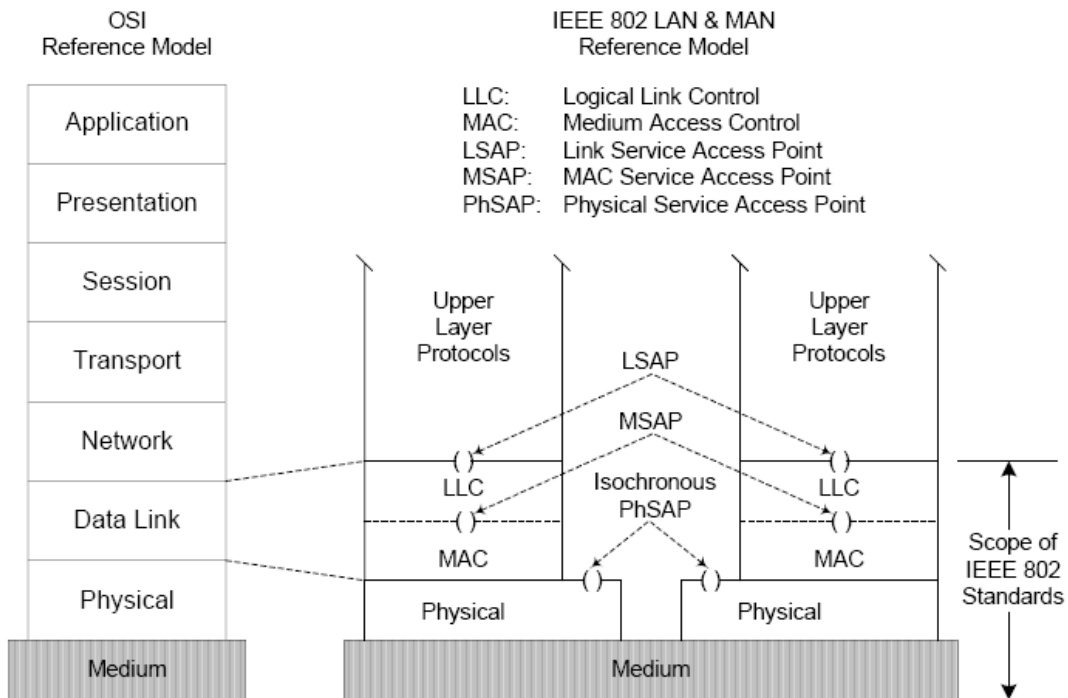 OSI
Reference Model
IEEE 802 LAN & MAN
Reference Model
LLC: Logical Link Control
MAC: Medium Access Control
LSAP: Link Service Access Point
MSAP: MAC Service Access Point
PhSAP: Physical Service Access Point
Application
Presentation
Session
Transport
Network
Data Link
Physical
Medium
Upper
Layer
Protocols
LSAP
MSAP
Isochronous
PhSAP
Upper
Layer
Protocols
LLC
LLC
MAC
MAC
Physical
Physical
Medium
Scope of
IEEE 802
Standards